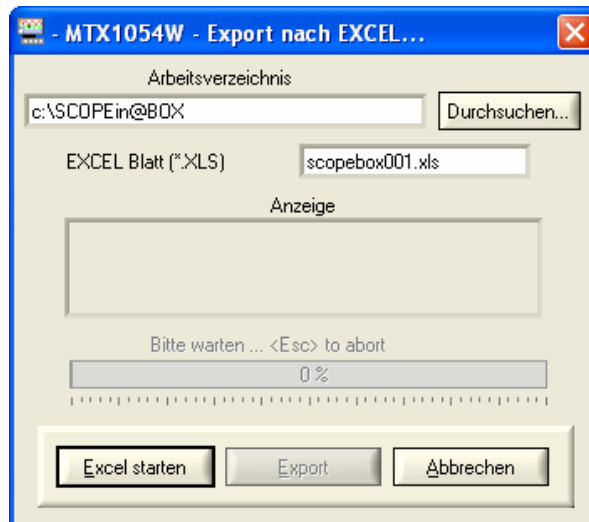 - MTX1054W - Export nach EXCEL...
Arbeitsverzeichnis
c:\SCOPEin@BOX
Durchsuchen...
EXCEL Blatt (*.XLS)
scopebox001.xls
Anzeige
Bitte warten ... <Esc> to abort
0 %
Excel starten
Export
Abbrechen